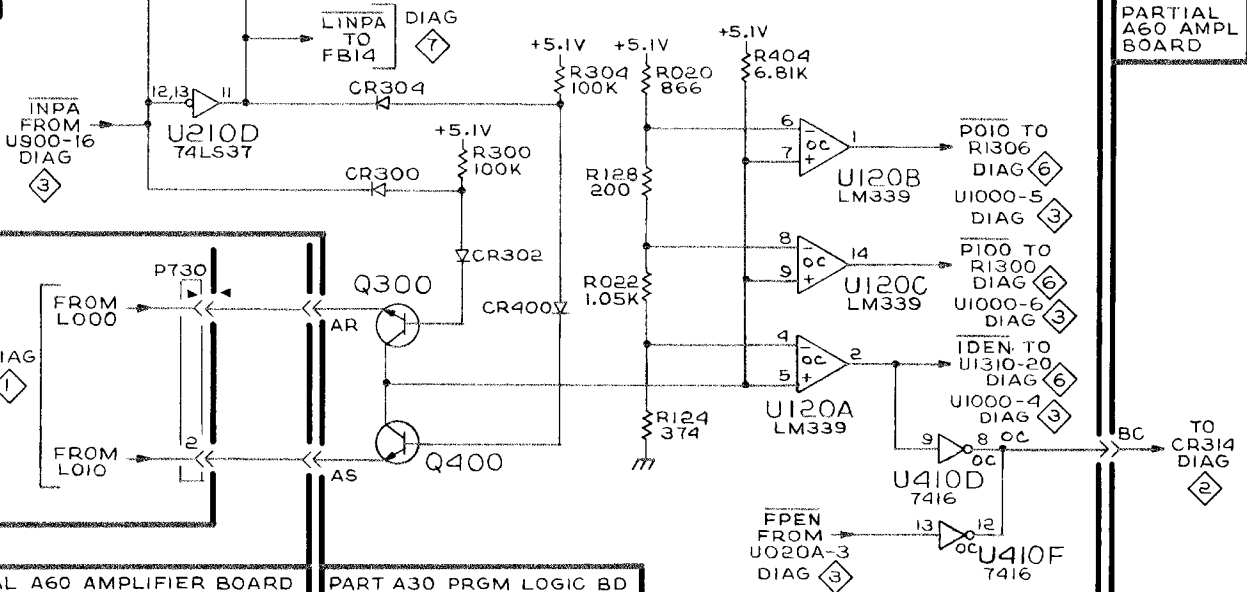 LINPA
TO
FB14
DIAG
7
PARTIAL
A60 AMPL
BOARD
+5.1V
+5.1V
+5.1V
R304
100K
R020
866
R404
6.81K
12,13
11
CR304
U210D
74LS37
INPA
FROM
U900-16
DIAG
3
+5.1V
R300
100K
CR300
6
7
OC
1
U120B
LM339
P010 TO
R1306
DIAG 6
U1000-5
DIAG 3
R128
200
CR302
8
9
OC
14
U120C
LM339
P100 TO
R1300
DIAG 6
U1000-6
DIAG 3
R022
1.05K
P730
Q300
CR400
FROM
L000
AR
DIAG
1
4
5
OC
2
U120A
LM339
IDEN TO
U1310-20
DIAG 6
U1000-4
DIAG 3
R124
374
2
FROM
L010
AS
Q400
9
8
OC
OC
U410D
7416
BC
TO
CR314
DIAG
2
FPEN
FROM
U020A-3
DIAG 3
13
12
OC
U410F
7416
AL A60 AMPLIFIER BOARD
PART A30 PRGM LOGIC BD